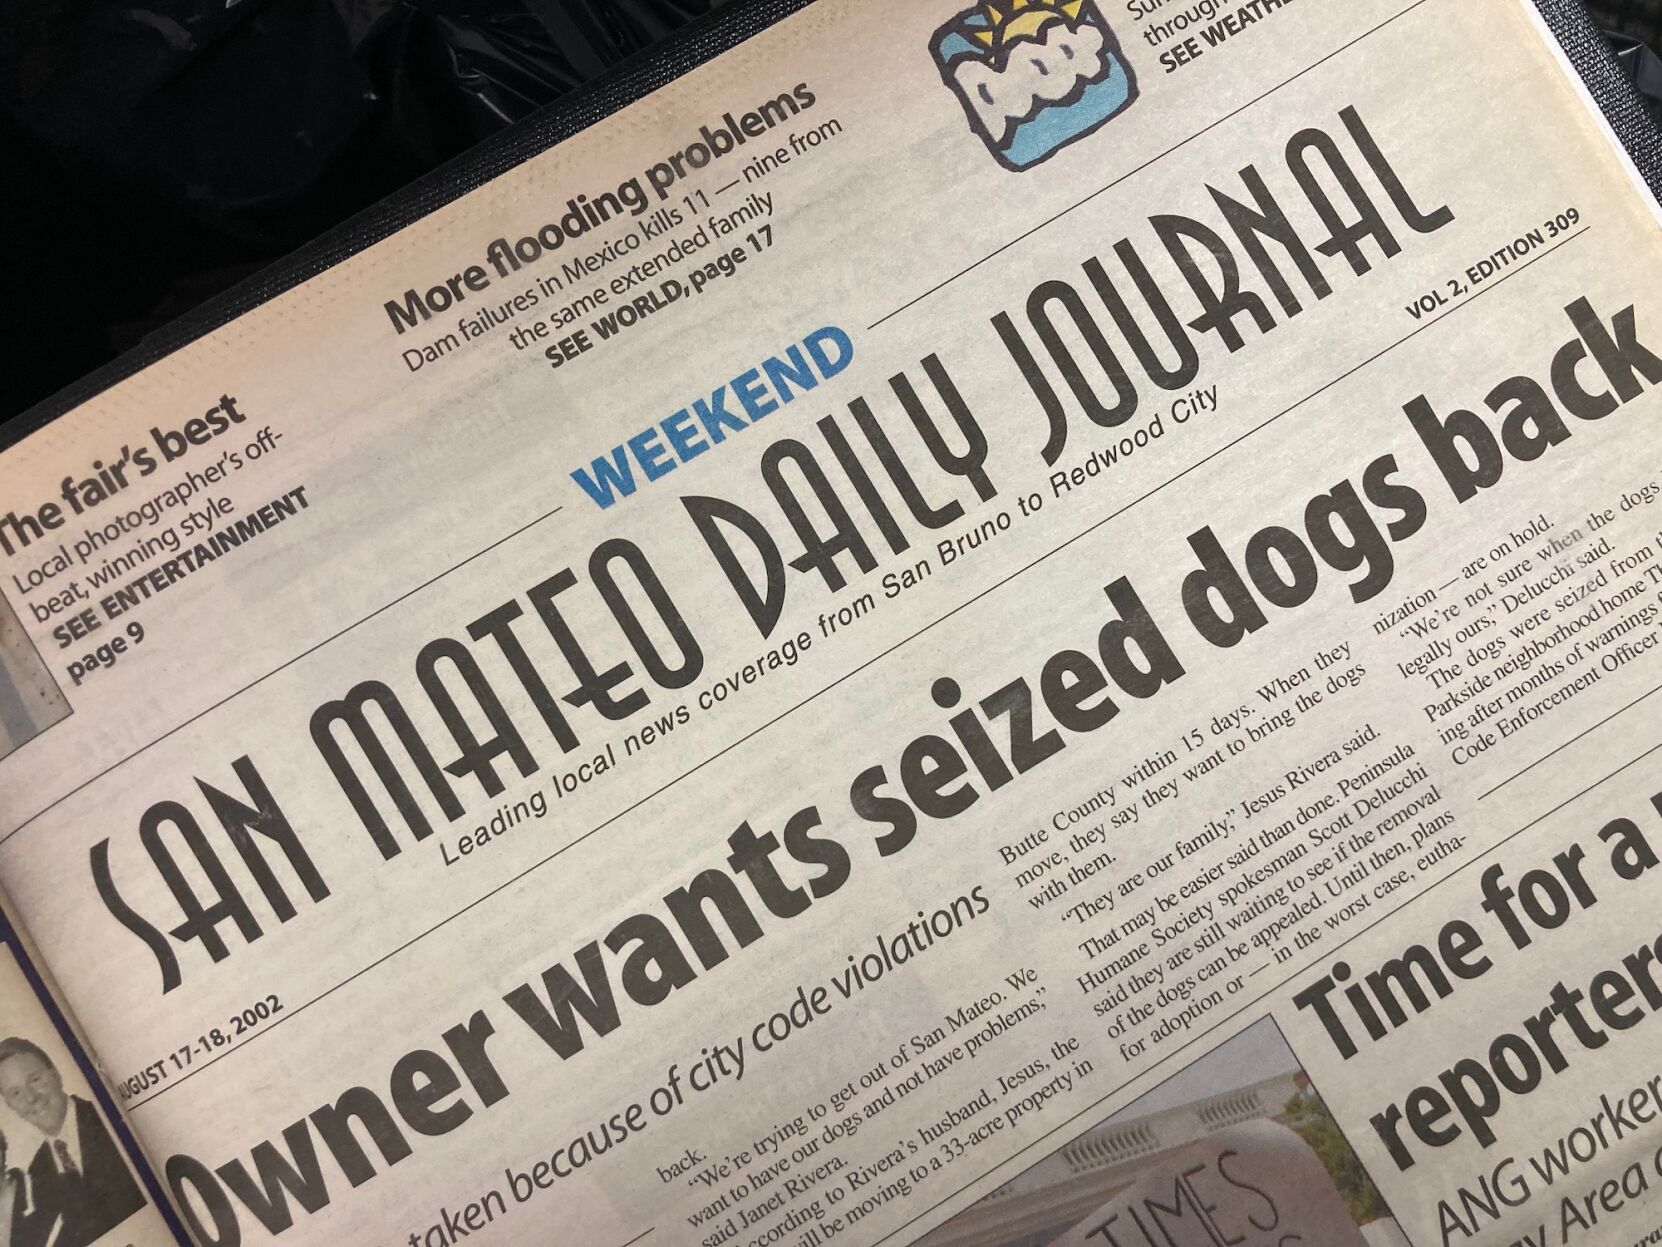 The fair's best
Local photographer's off-
beat, winning style
SEE ENTERTAINMENT
page 9
More flooding problems
Dam failures in Mexico kills 11 — nine from
the same extended family
SEE WORLD, page 17
through
SEE WEATHE
WEEKEND
SAN MATEO DAILY JOURNAL
Leading local news coverage from San Bruno to Redwood City
UGUST 17-18, 2002
VOL 2, EDITION 309
Owner wants seized dogs back
taken because of city code violations
back.
“We're trying to get out of San Mateo. We
want to have our dogs and not have problems,”
said Janet Rivera.
ccording to Rivera's husband, Jesus, the
ill be moving to a 33-acre property in
Butte County within 15 days. When they
move, they say they want to bring the dogs
with them.
“They are our family,” Jesus Rivera said.
That may be easier said than done. Peninsula
Humane Society spokesman Scott Delucchi
said they are still waiting to see if the removal
of the dogs can be appealed. Until then, plans
for adoption or — in the worst case, eutha-
nization — are on hold.
“We're not sure when the dogs
legally ours,” Delucchi said.
The dogs were seized from
Parkside neighborhood home
ing after months of warnings
Code Enforcement Officer
Time for a
reporters
ANG worker
Area
TIMES